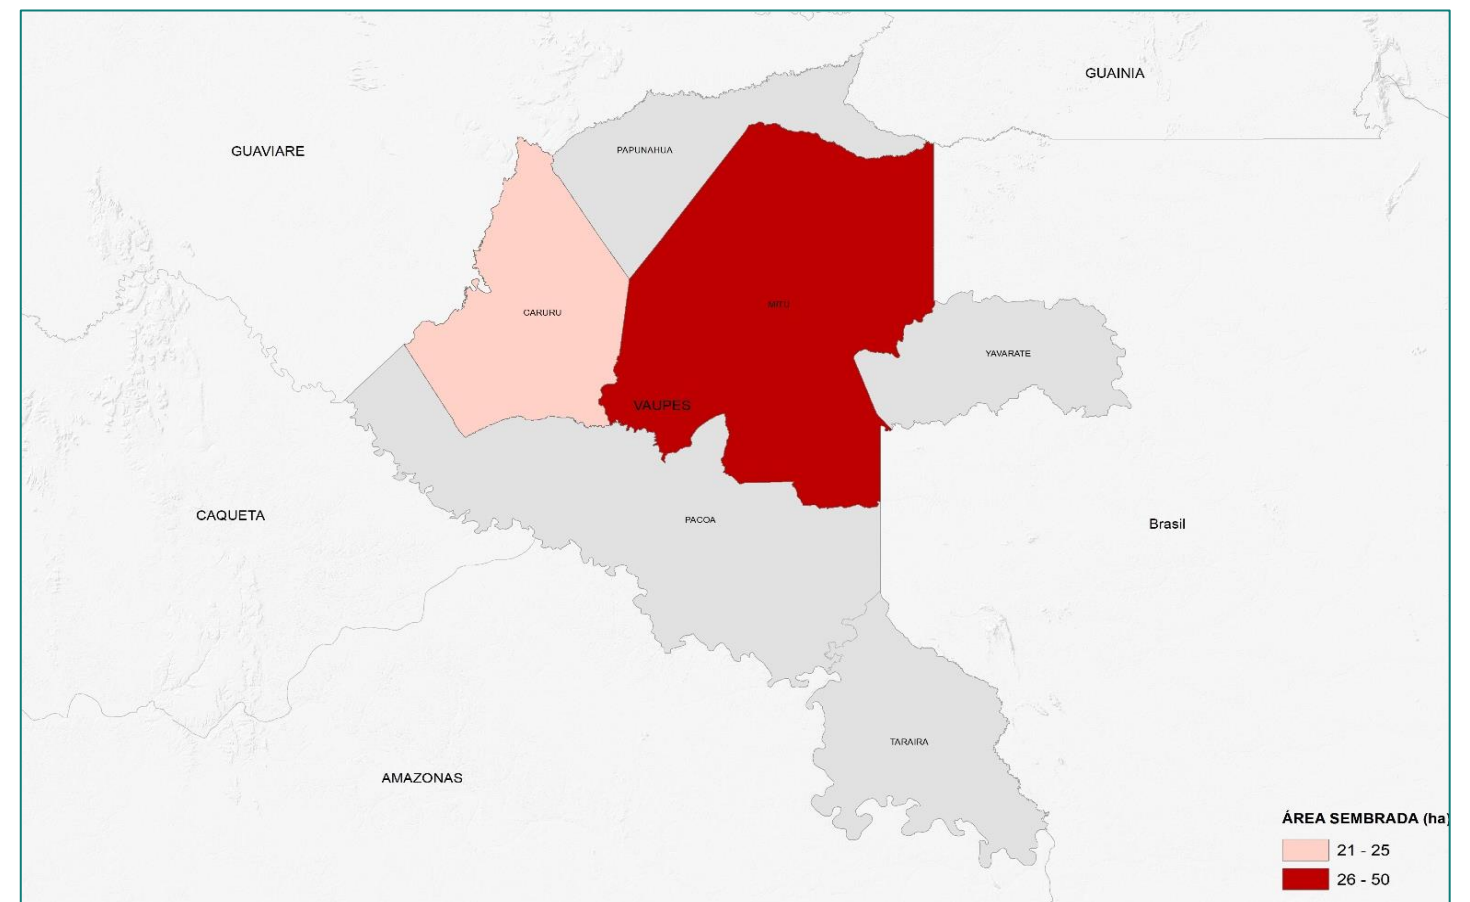 GUAINIA
GUAVIARE
PAPUNAHUA
MITU
CARURU
YAVARATE
VAUPES
CAQUETA
PACOA
Brasil
TARAIRA
AMAZONAS
ÁREA SEMBRADA (ha)
21 - 25
26 - 50